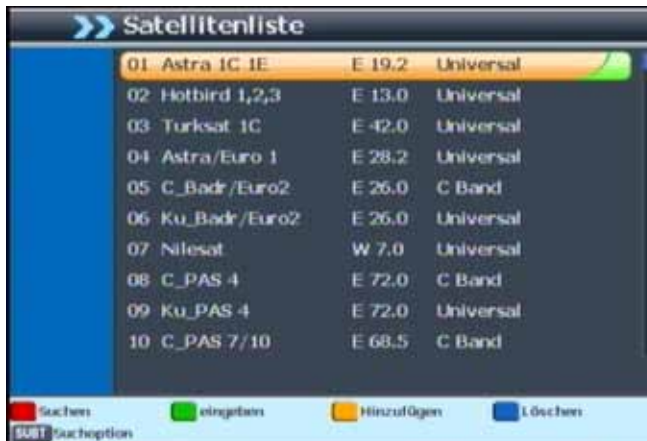 Satellitenliste
01 Astra 1C 1E E 19.2 Universal
02 Hotbird 1,2,3 E 13.0 Universal
03 Turksat 1C E 42.0 Universal
04 Astra/Euro 1 E 28.2 Universal
05 C_Badr/Euro2 E 26.0 C Band
06 Ku_Badr/Euro2 E 26.0 Universal
07 Nilesat W 7.0 Universal
08 C_PAS 4 E 72.0 C Band
09 Ku_PAS 4 E 72.0 Universal
10 C_PAS 7/10 E 68.5 C Band
Suchen eingeben Hinzufügen Löschen
SUBT Suchoption